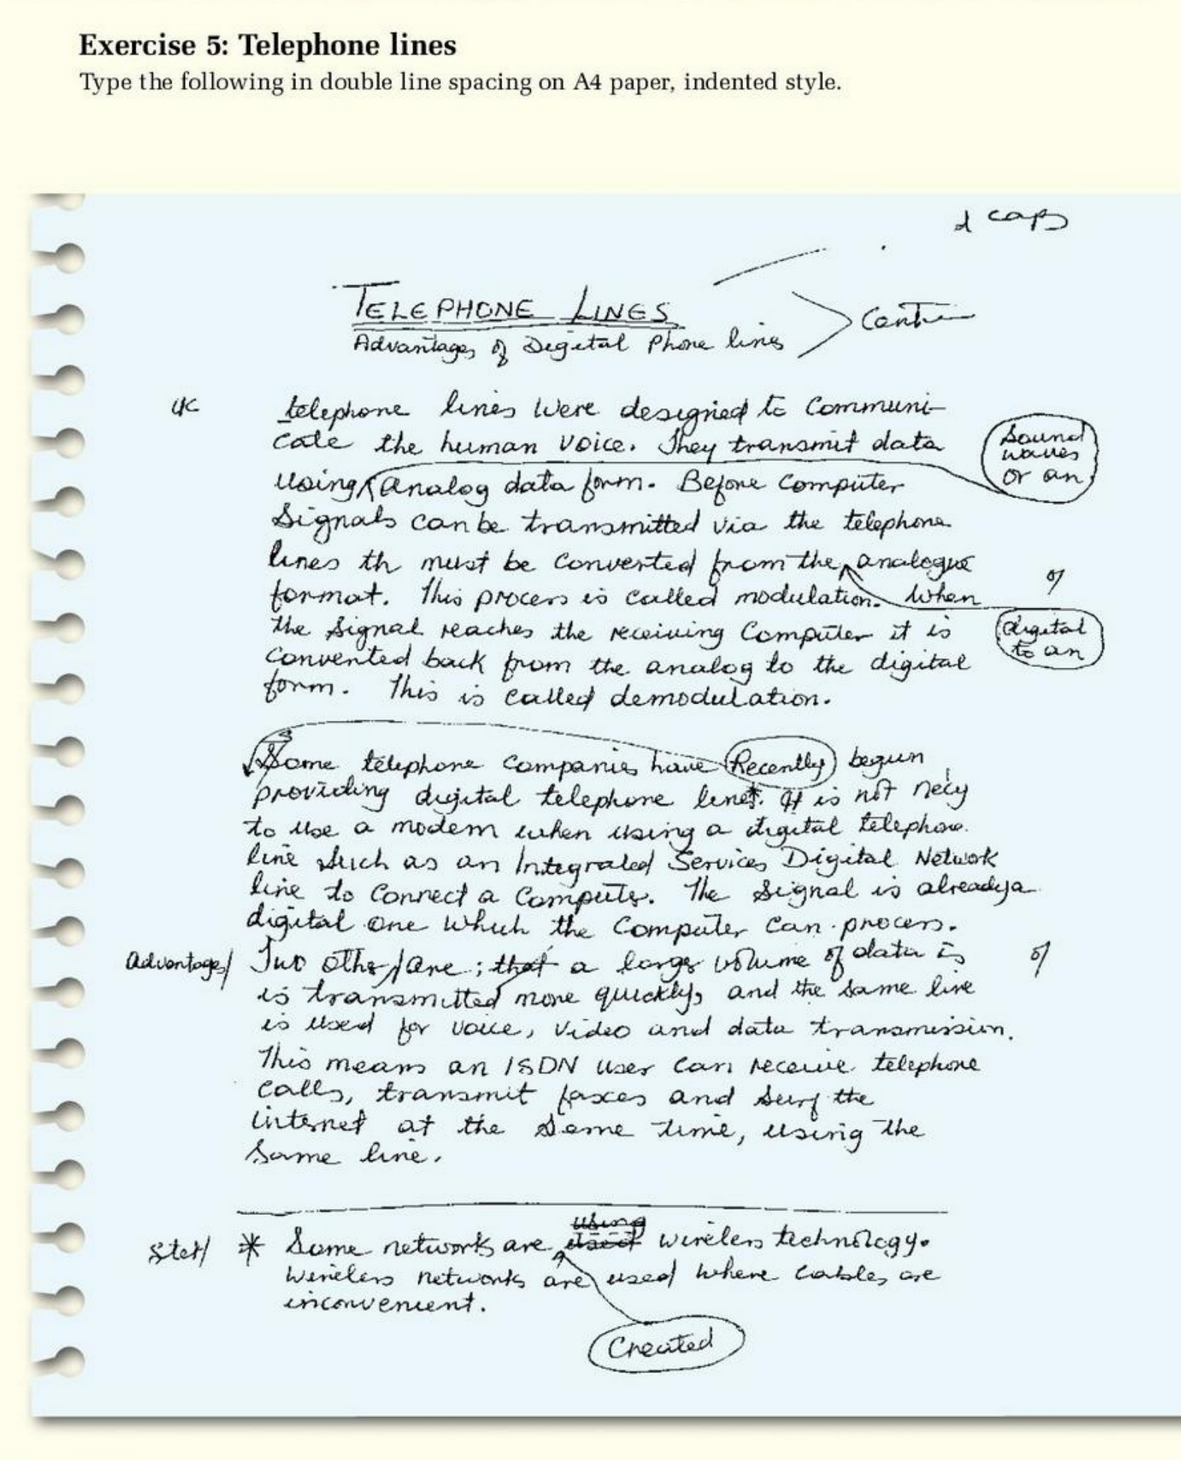 Exercise 5: Telephone lines
Type the following in double line spacing on A4 paper, indented style.
caps
TELEPHONE LINES
Advantages of Digital Phone lines
UC
telephone lines were designed to Communi-
cate the human voice. They transmit data
Sound
waves
or an
using analog data form. Before Computer
Signals can be transmitted via the telephone
lines th must be converted from the analogue
format. This process is called modulation. When
the signal reaches the receiving Computer it is
digital
to an
convented back from the analog to the digital
form. This is called demodulation.
Some telephone companies have Recently begun
providing digital telephone lines. It is not necy
to use a modem when using a digital telephone
line such as an Integrated Services Digital Network
line to connect a Computer. The signal is already a
digital one which the Computer can process.
Advantages/ Two other/are; that a large volume of data is
is transmitted more quickly, and the same line
is used for voice, video and data transmission.
This means an ISDN user can receive telephone
calls, transmit faxes and surf the
internet at the same time, using the
same line.
using
Stet/ * Some networks are used wireless technology.
Wireless networks are used where cables are
inconvenient.
Created